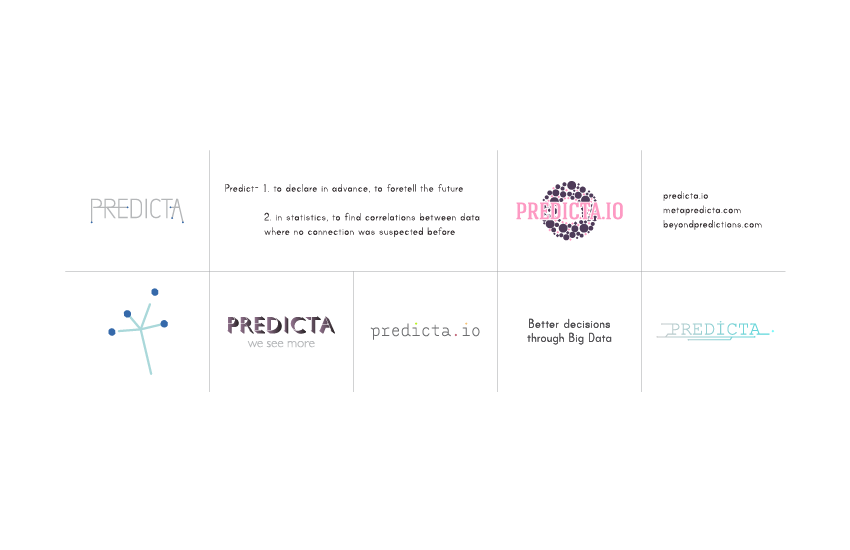 PREDICTA
Predict- 1. to declare in advance, to foretell the future
2. in statistics, to find correlations between data
where no connection was suspected before
PREDICTA.IO
predicta.io
metapredicta.com
beyondpredictians.com
PREDICTA
we see more
predicta.io
Better decisions
through Big Data
PREDICTA